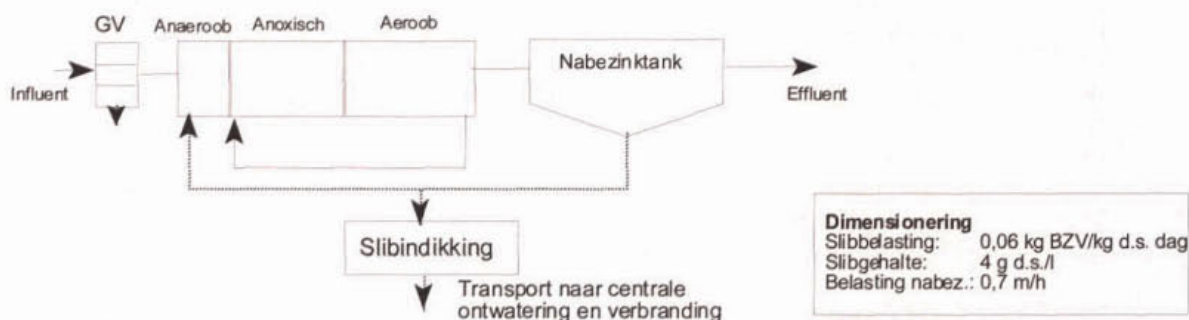 GV
Anaeroob
Anoxisch
Aeroob
Influent
Nabezinktank
Effluent
Slibindikking
Transport naar centrale
ontwatering en verbranding
Dimensionering
Slibbelasting: 0,06 kg BZV/kg d.s. dag
Slibgehalte: 4 g d.s./l
Belasting nabez.: 0,7 m/h